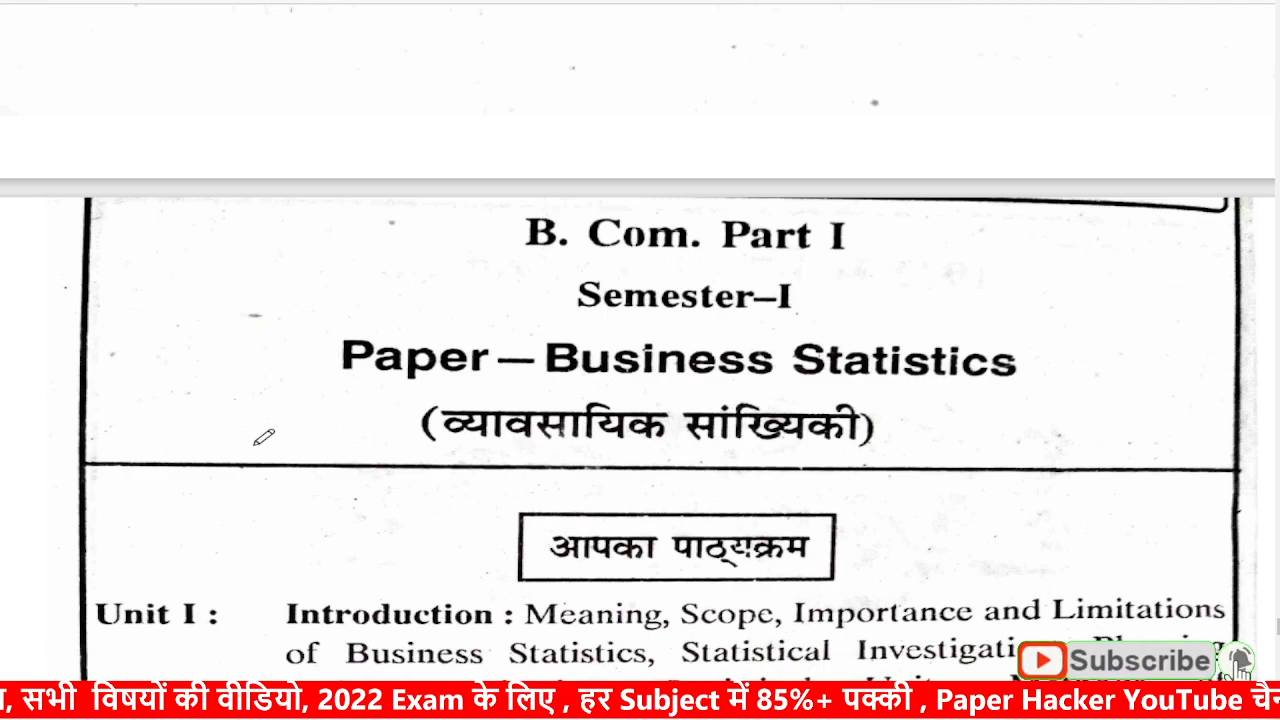 B. Com. Part I
Semester–I
Paper — Business Statistics
(व्यावसायिक सांख्यिकी)
आपका पाठ्यक्रम
Unit I : Introduction : Meaning, Scope, Importance and Limitations
of Business Statistics, Statistical
Subscribe
सभी विषयों की वीडियो, 2022 Exam के लिए , हर Subject में 85%+ पक्की , Paper Hacker YouTube